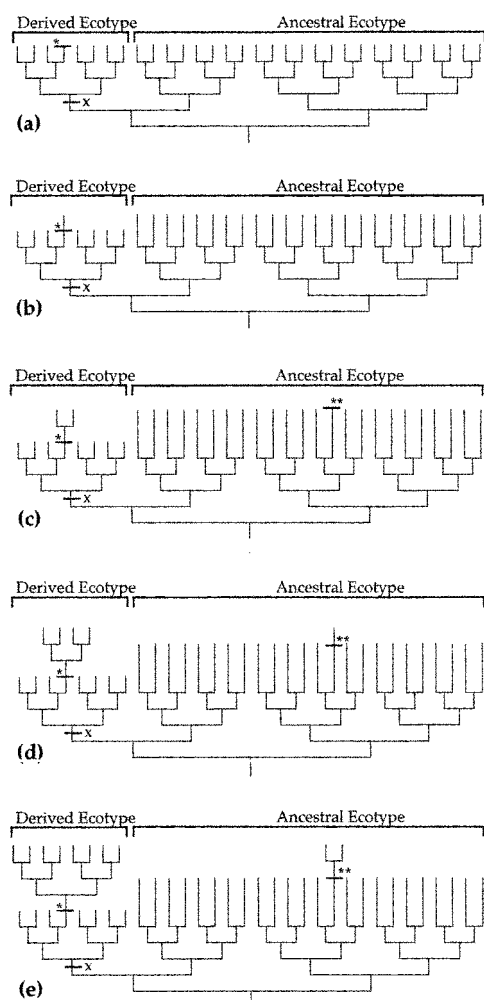 Derived Ecotype Ancestral Ecotype
*
x
(a)
Derived Ecotype Ancestral Ecotype
*
x
(b)
Derived Ecotype Ancestral Ecotype
**
*
x
(c)
Derived Ecotype Ancestral Ecotype
**
*
x
(d)
Derived Ecotype Ancestral Ecotype
**
*
x
(e)